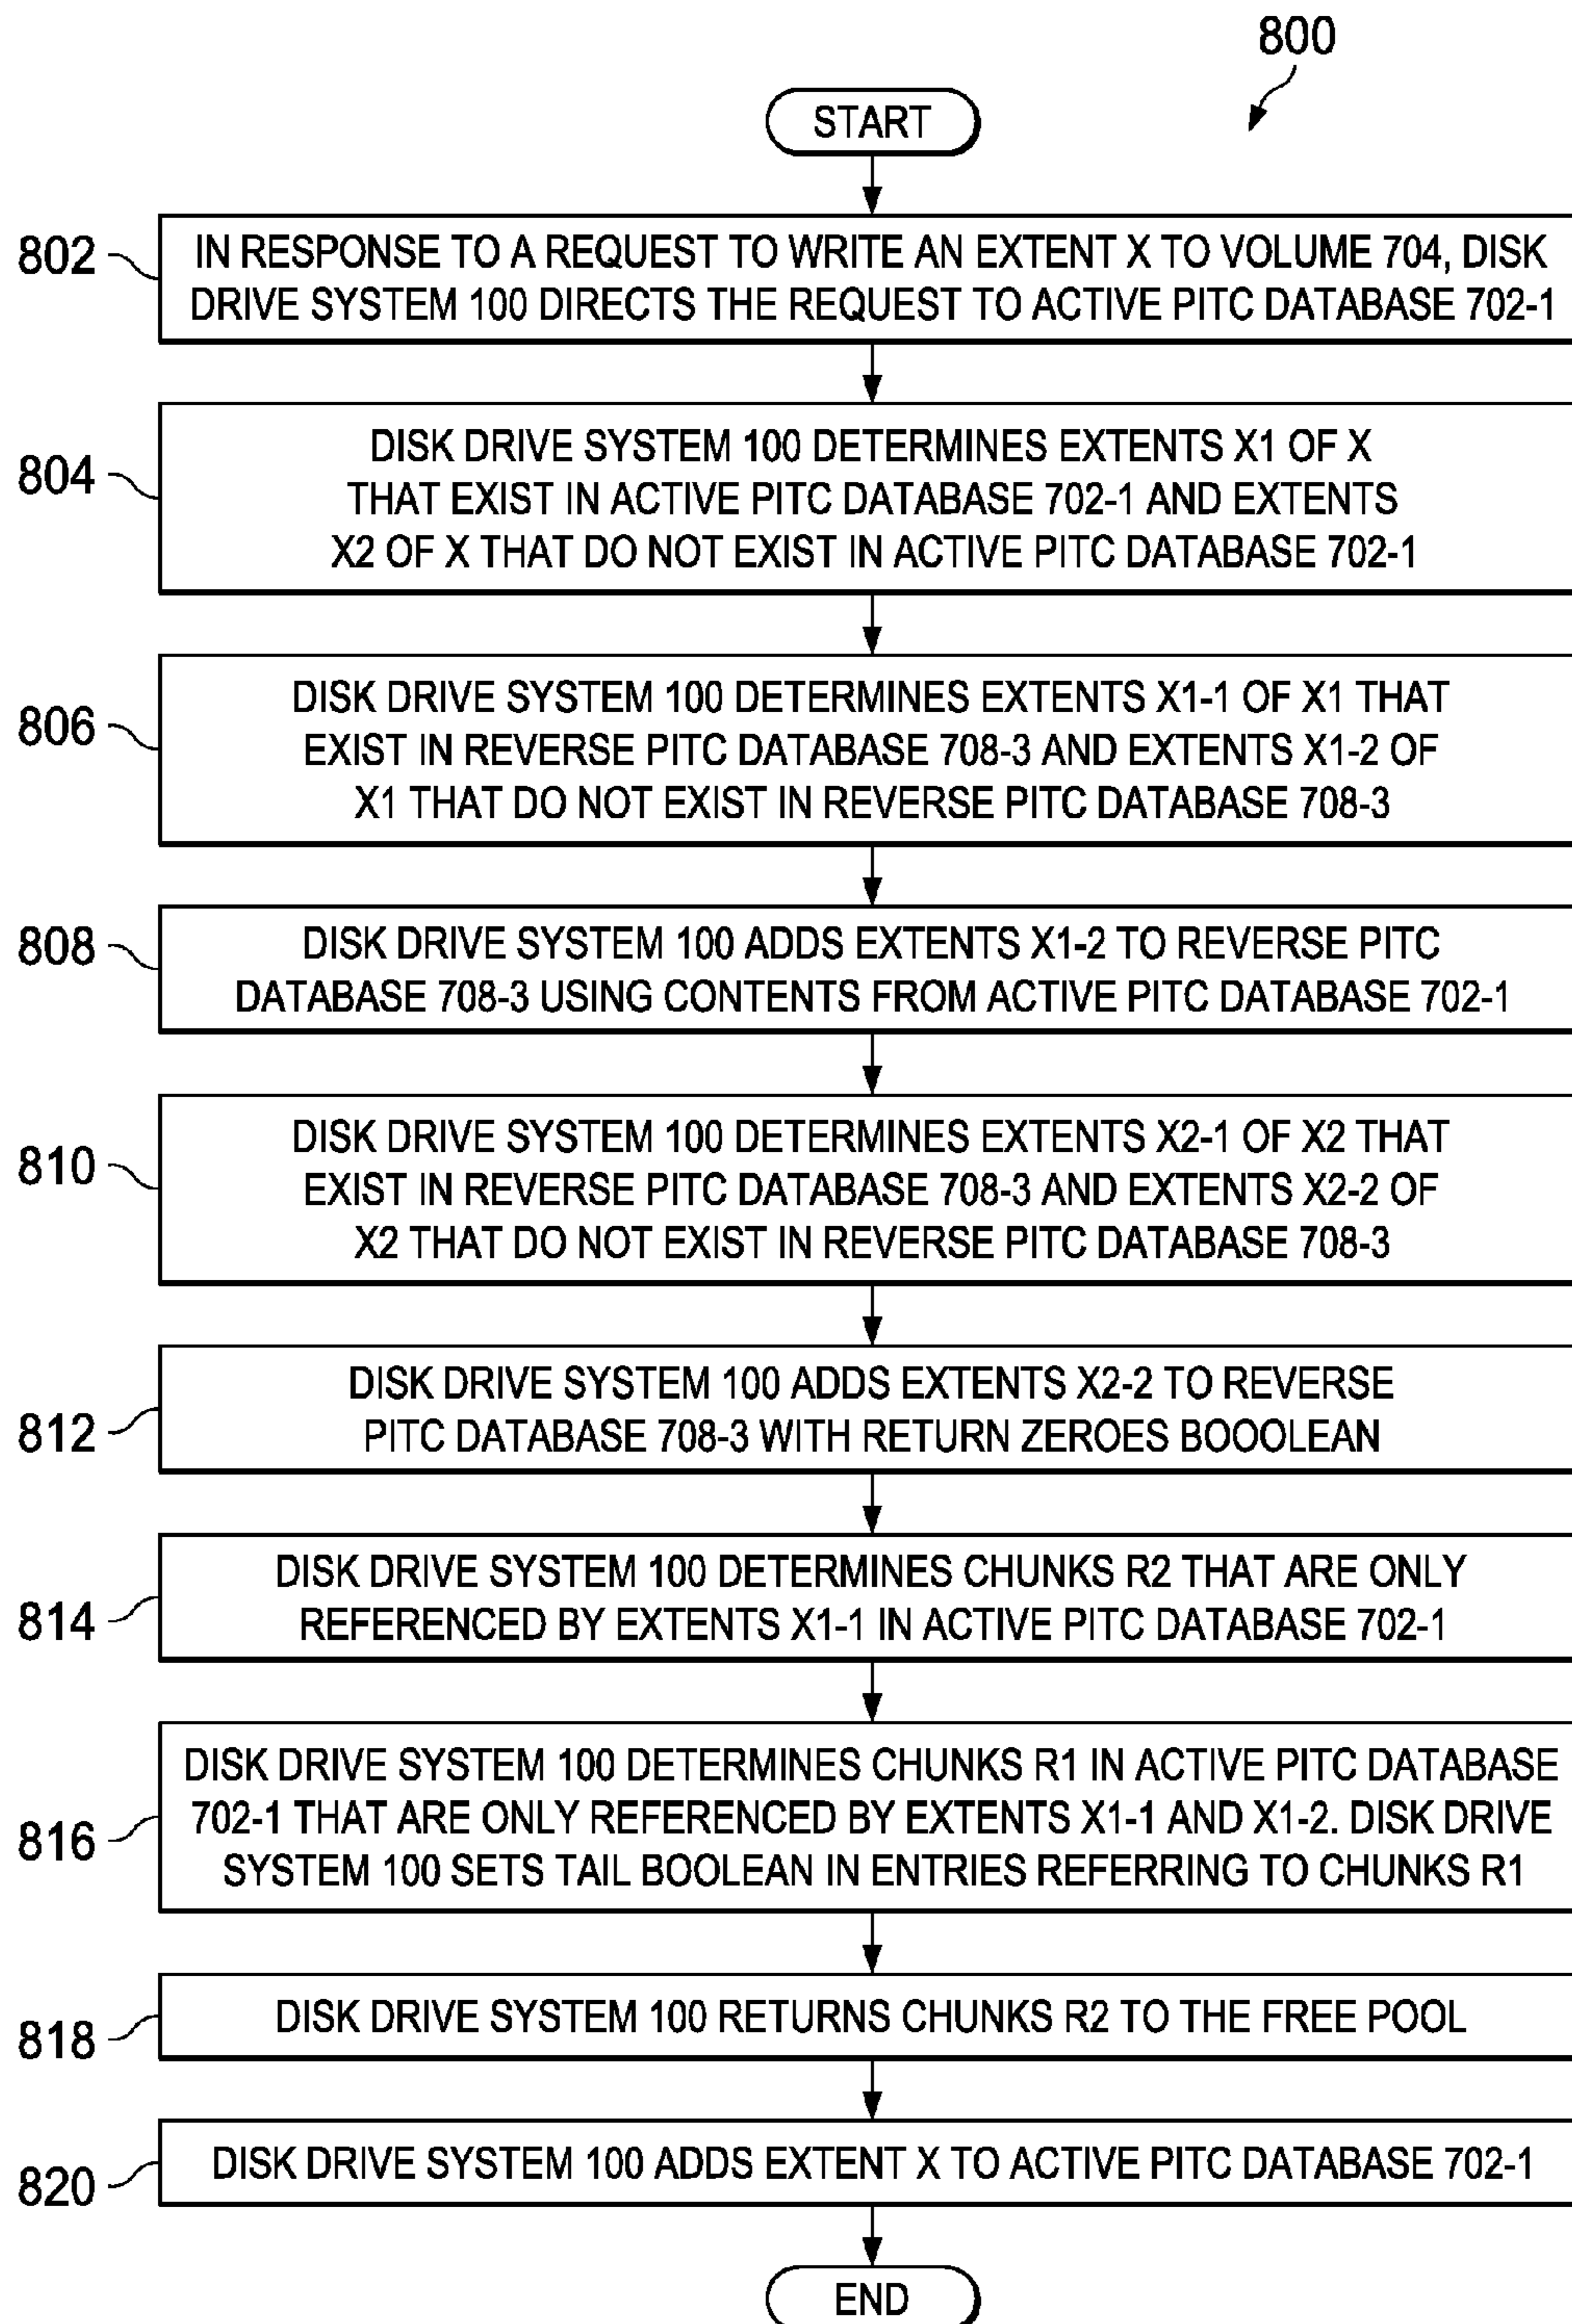 800
START
802
IN RESPONSE TO A REQUEST TO WRITE AN EXTENT X TO VOLUME 704, DISK
DRIVE SYSTEM 100 DIRECTS THE REQUEST TO ACTIVE PITC DATABASE 702-1
804
DISK DRIVE SYSTEM 100 DETERMINES EXTENTS X1 OF X
THAT EXIST IN ACTIVE PITC DATABASE 702-1 AND EXTENTS
X2 OF X THAT DO NOT EXIST IN ACTIVE PITC DATABASE 702-1
806
DISK DRIVE SYSTEM 100 DETERMINES EXTENTS X1-1 OF X1 THAT
EXIST IN REVERSE PITC DATABASE 708-3 AND EXTENTS X1-2 OF
X1 THAT DO NOT EXIST IN REVERSE PITC DATABASE 708-3
808
DISK DRIVE SYSTEM 100 ADDS EXTENTS X1-2 TO REVERSE PITC
DATABASE 708-3 USING CONTENTS FROM ACTIVE PITC DATABASE 702-1
810
DISK DRIVE SYSTEM 100 DETERMINES EXTENTS X2-1 OF X2 THAT
EXIST IN REVERSE PITC DATABASE 708-3 AND EXTENTS X2-2 OF
X2 THAT DO NOT EXIST IN REVERSE PITC DATABASE 708-3
812
DISK DRIVE SYSTEM 100 ADDS EXTENTS X2-2 TO REVERSE
PITC DATABASE 708-3 WITH RETURN ZEROES BOOOLEAN
814
DISK DRIVE SYSTEM 100 DETERMINES CHUNKS R2 THAT ARE ONLY
REFERENCED BY EXTENTS X1-1 IN ACTIVE PITC DATABASE 702-1
816
DISK DRIVE SYSTEM 100 DETERMINES CHUNKS R1 IN ACTIVE PITC DATABASE
702-1 THAT ARE ONLY REFERENCED BY EXTENTS X1-1 AND X1-2. DISK DRIVE
SYSTEM 100 SETS TAIL BOOLEAN IN ENTRIES REFERRING TO CHUNKS R1
818
DISK DRIVE SYSTEM 100 RETURNS CHUNKS R2 TO THE FREE POOL
820
DISK DRIVE SYSTEM 100 ADDS EXTENT X TO ACTIVE PITC DATABASE 702-1
END